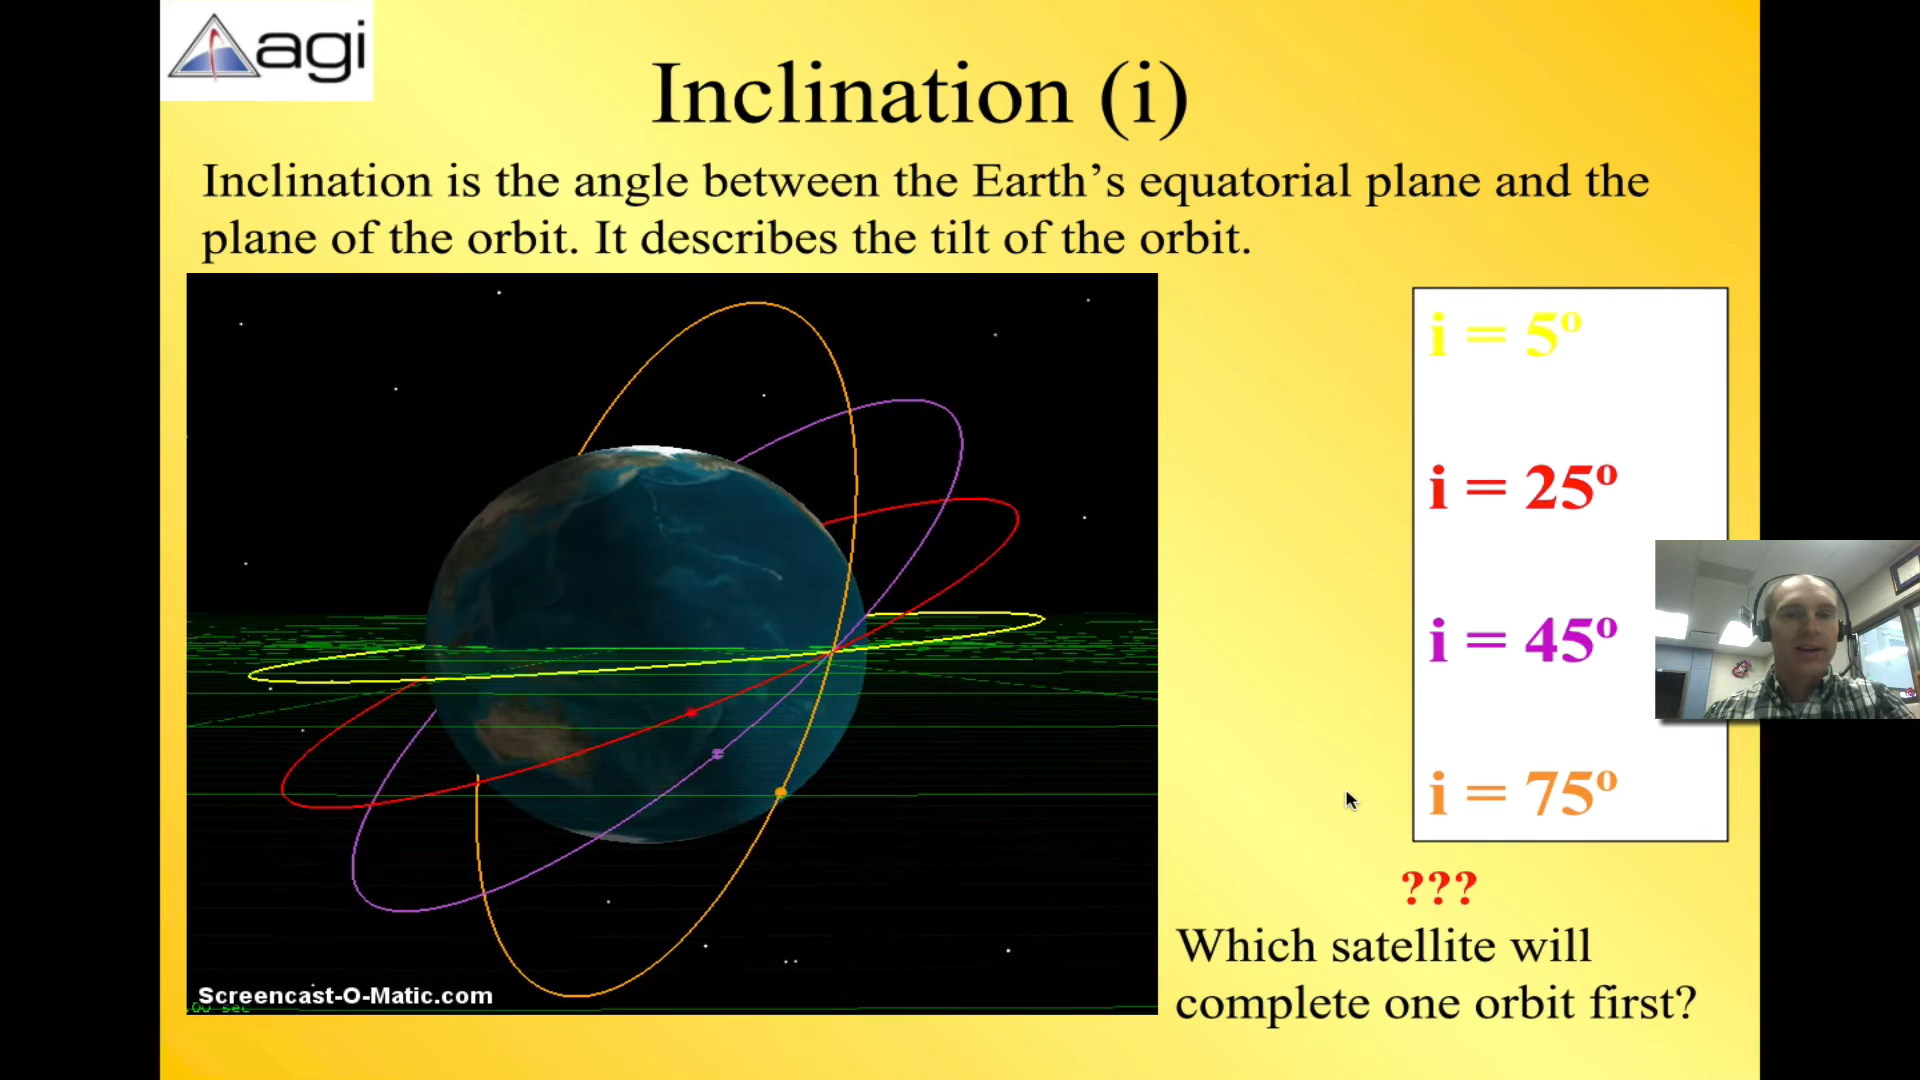 agi
Inclination (i)
Inclination is the angle between the Earth’s equatorial plane and the
plane of the orbit. It describes the tilt of the orbit.
i = 5º
i = 25º
i = 45º
i = 75º
???
Which satellite will
complete one orbit first?
Screencast-O-Matic.com
.00 sec